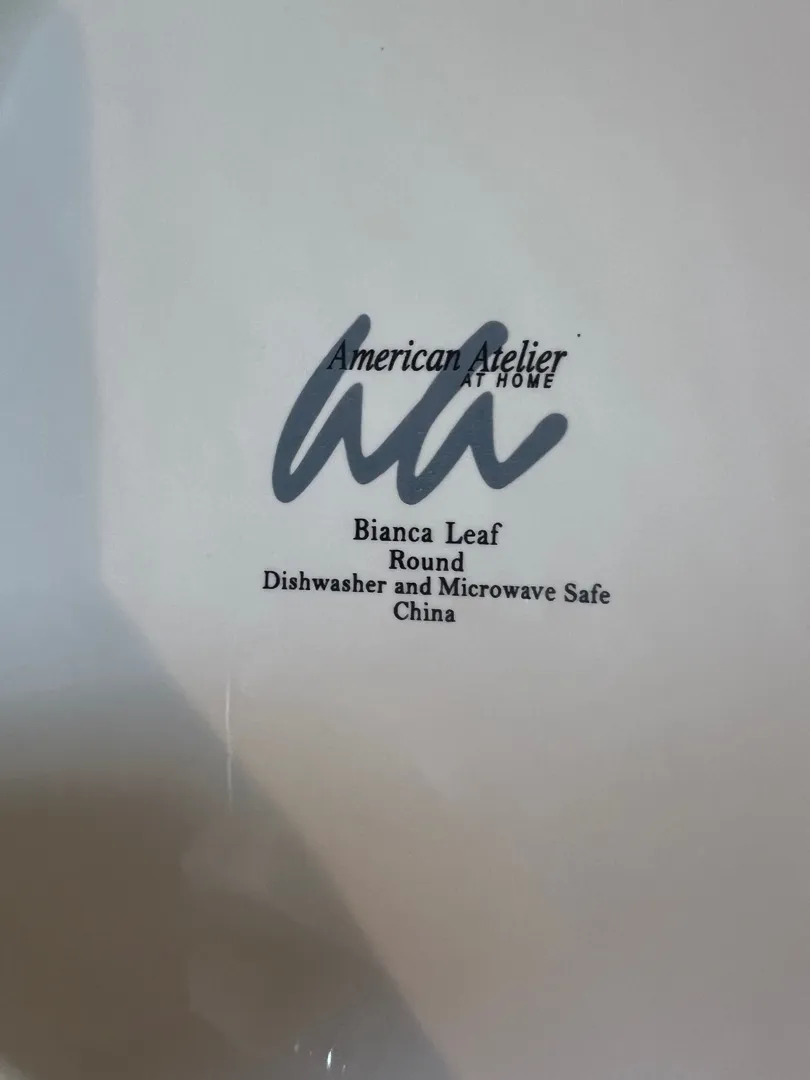 American Atelier
AT HOME
Bianca Leaf
Round
Dishwasher and Microwave Safe
China